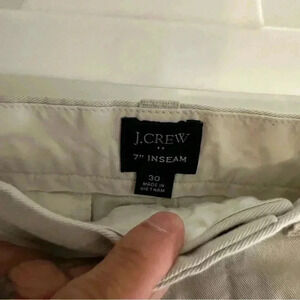 J.CREW
7" INSEAM
30
MADE IN
VIETNAM